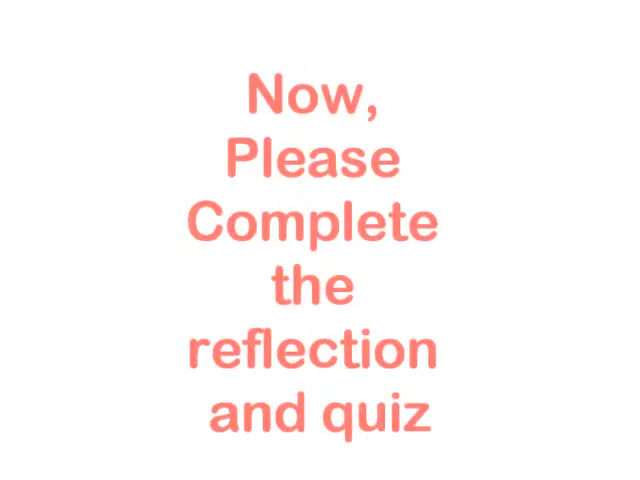 Now,
Please
Complete
the
reflection
and quiz